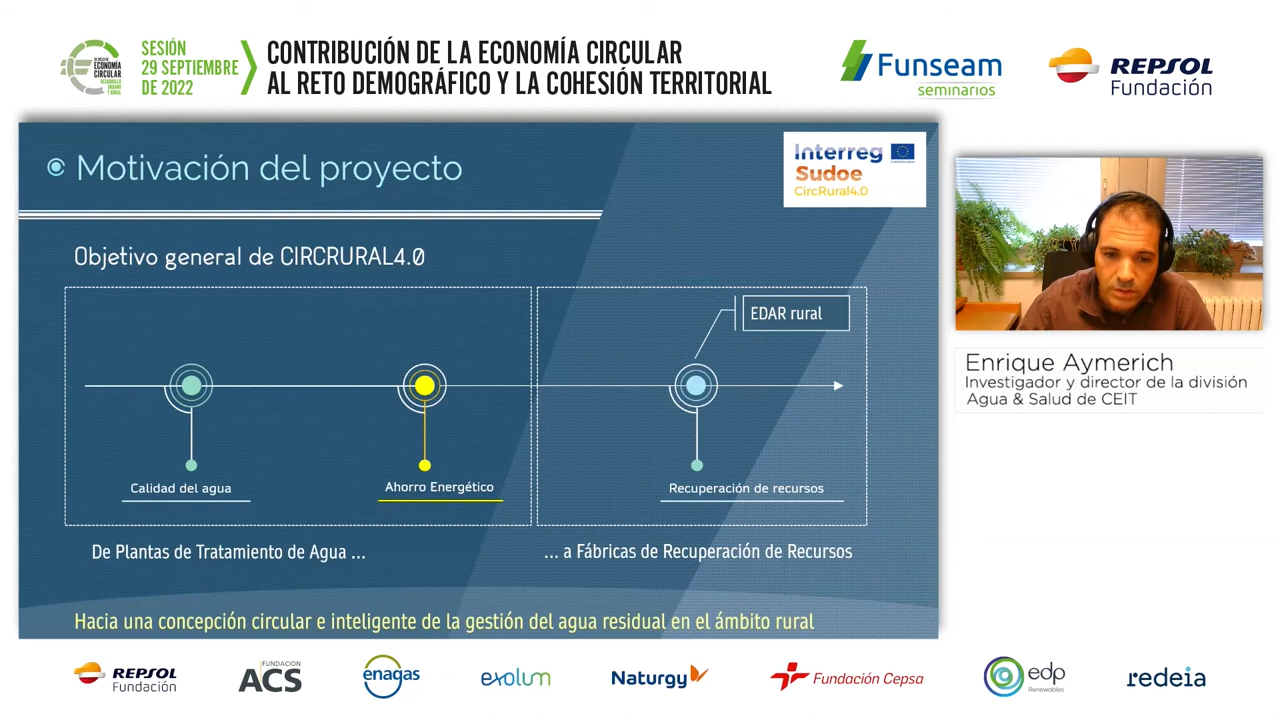 SESIÓN
29 SEPTIEMBRE
DE 2022
ECONOMÍA
CIRCULAR
CONTRIBUCIÓN DE LA ECONOMÍA CIRCULAR
AL RETO DEMOGRÁFICO Y LA COHESIÓN TERRITORIAL
Funseam
seminarios
REPSOL
Fundación
Motivación del proyecto
Interreg
Sudoe
CircRural4.0
Objetivo general de CIRCRURAL4.0
EDAR rural
Calidad del agua
Ahorro Energético
Recuperación de recursos
De Plantas de Tratamiento de Agua ...
... a Fábricas de Recuperación de Recursos
Hacia una concepción circular e inteligente de la gestión del agua residual en el ámbito rural
Enrique Aymerich
Investigador y director de la división
Agua & Salud de CEIT
REPSOL
Fundación
FUNDACIÓN
ACS
enagas
exolum
Naturgy
Fundación Cepsa
edp
Renewables
redeia